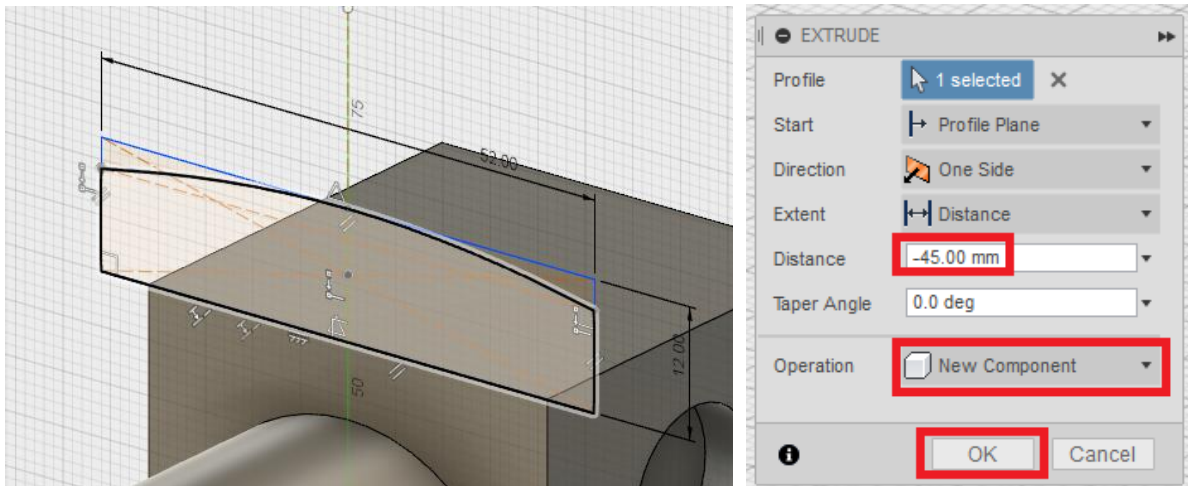 75
52.00
12.00
50
EXTRUDE
Profile 1 selected
Start Profile Plane
Direction One Side
Extent Distance
Distance -45.00 mm
Taper Angle 0.0 deg
Operation New Component
OK Cancel